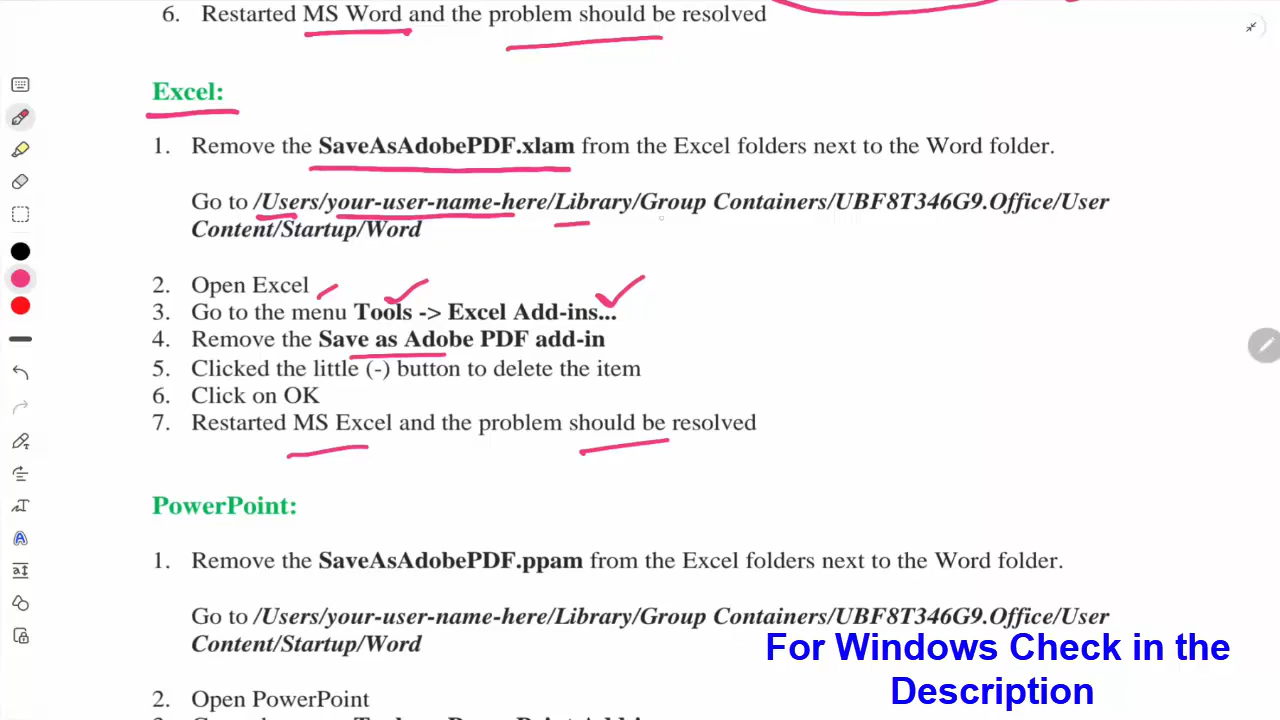 6. Restarted MS Word and the problem should be resolved
Excel:
1. Remove the SaveAsAdobePDF.xlam from the Excel folders next to the Word folder.
Go to /Users/your-user-name-here/Library/Group Containers/UBF8T346G9.Office/User
Content/Startup/Word
2. Open Excel
3. Go to the menu Tools -> Excel Add-ins...
4. Remove the Save as Adobe PDF add-in
5. Clicked the little (-) button to delete the item
6. Click on OK
7. Restarted MS Excel and the problem should be resolved
PowerPoint:
1. Remove the SaveAsAdobePDF.ppam from the Excel folders next to the Word folder.
Go to /Users/your-user-name-here/Library/Group Containers/UBF8T346G9.Office/User
Content/Startup/Word
For Windows Check in the
Description
2. Open PowerPoint